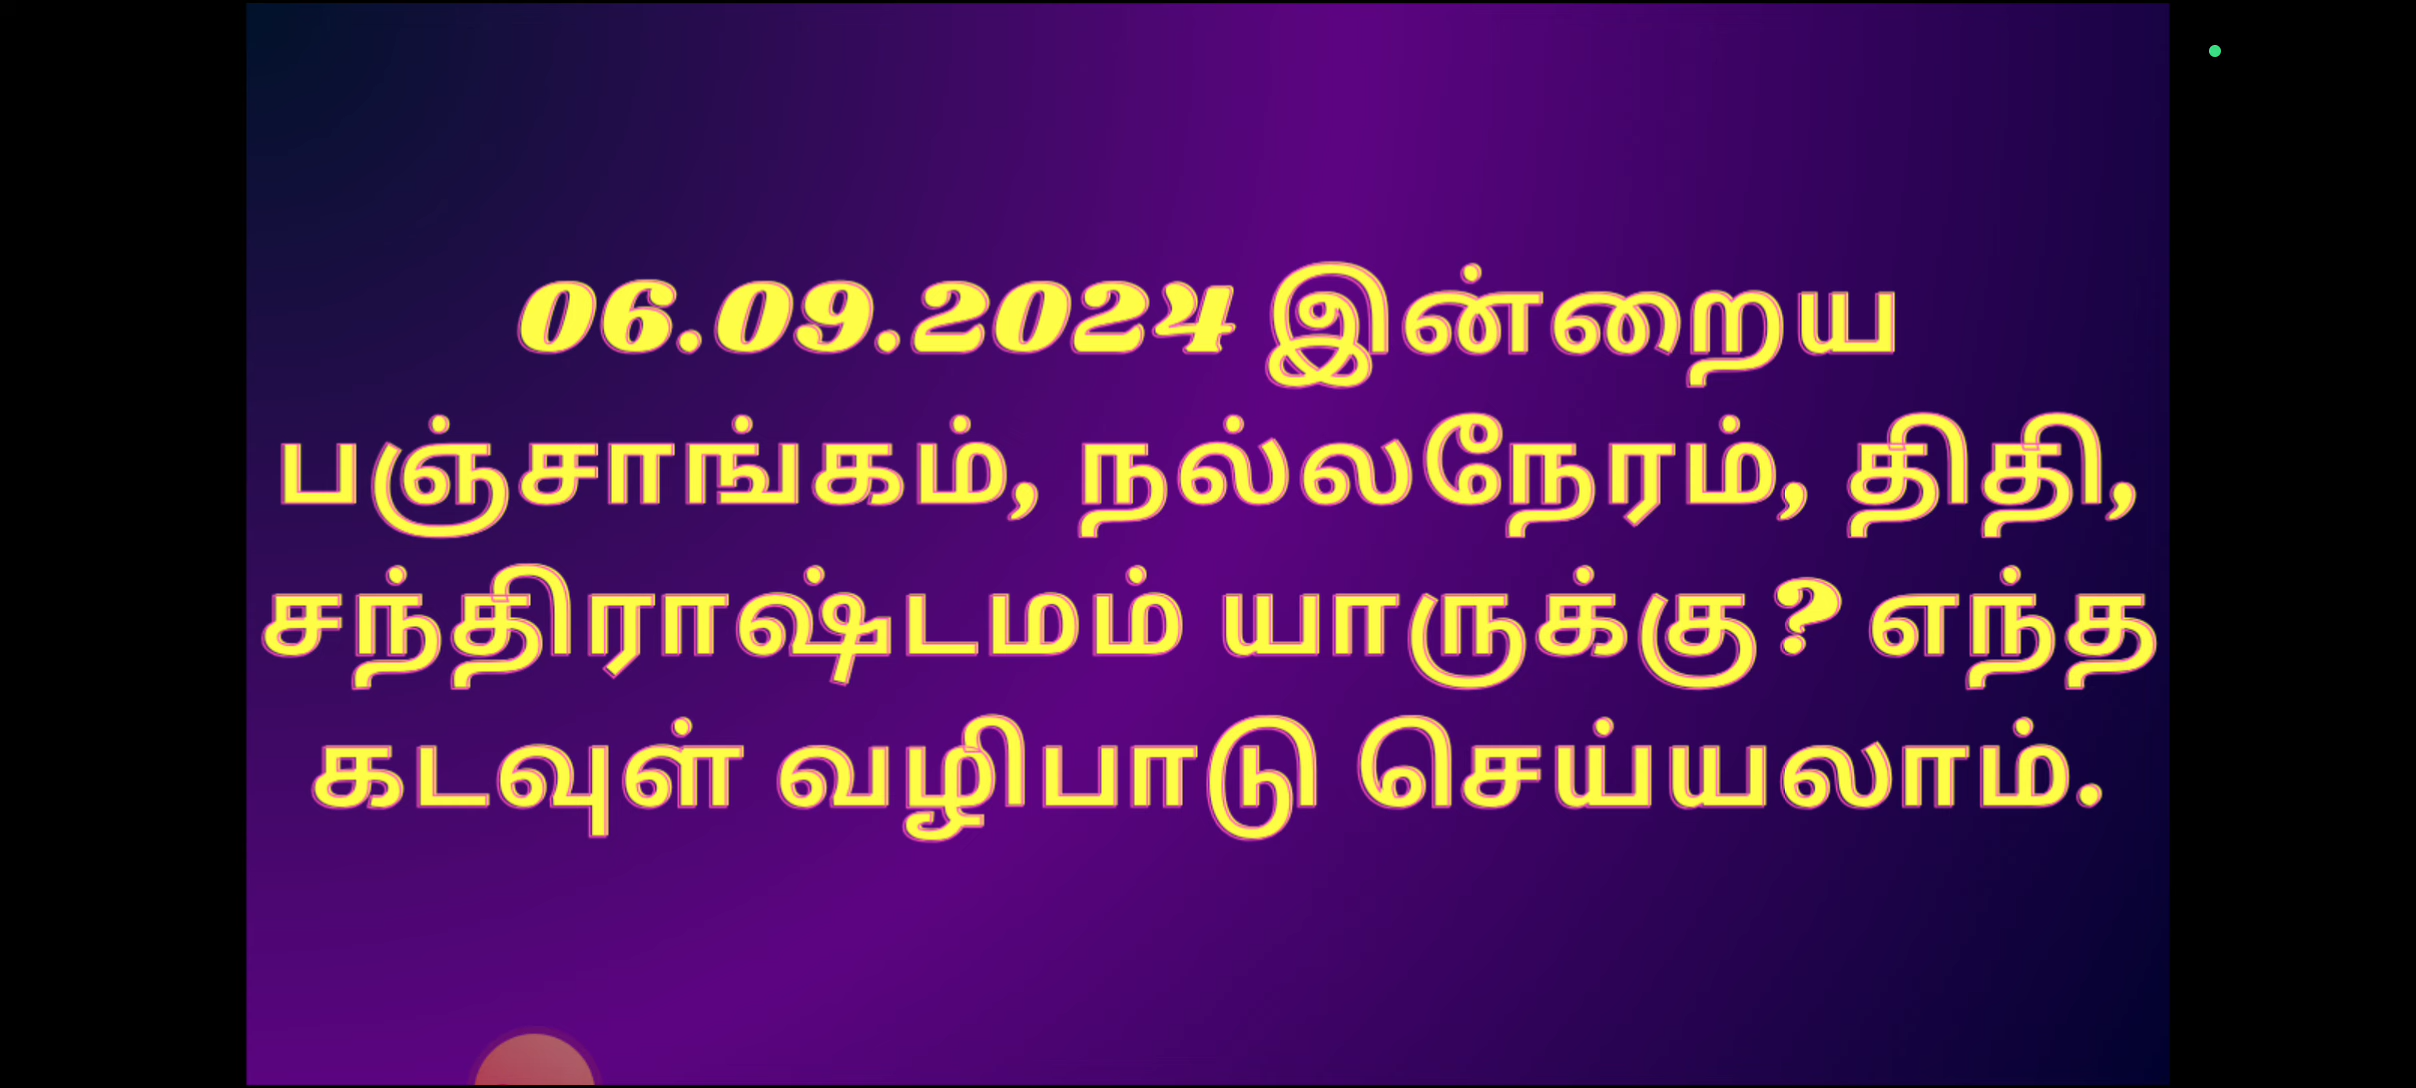 06.09.2024 இன்றைய
பஞ்சாங்கம், நல்லநேரம், திதி,
சந்திராஷ்டமம் யாருக்கு? எந்த
கடவுள் வழிபாடு செய்யலாம்.